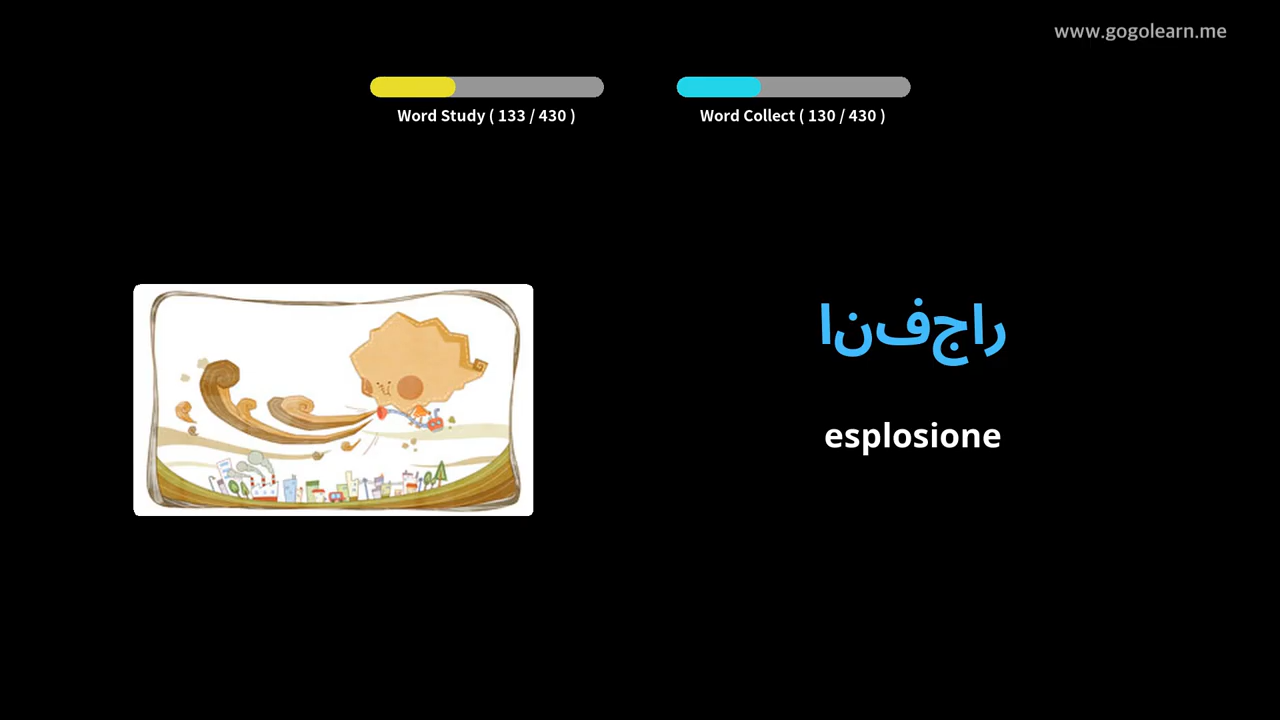 www.gogolearn.me
Word Study ( 133 / 430 )
Word Collect ( 130 / 430 )
انفجار
esplosione